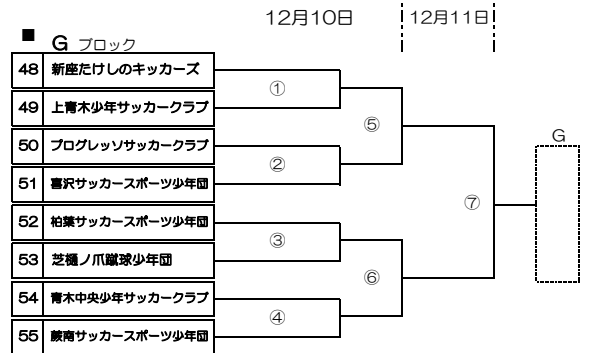 12月10日 12月11日
■ G ブロック
48 新座たけしのキッカーズ
①
49 上青木少年サッカークラブ
⑤
50 プログレッソサッカークラブ
G
②
51 喜沢サッカースポーツ少年団
⑦
52 柏葉サッカースポーツ少年団
③
53 芝樋ノ爪蹴球少年団
⑥
54 青木中央少年サッカークラブ
④
55 蕨南サッカースポーツ少年団